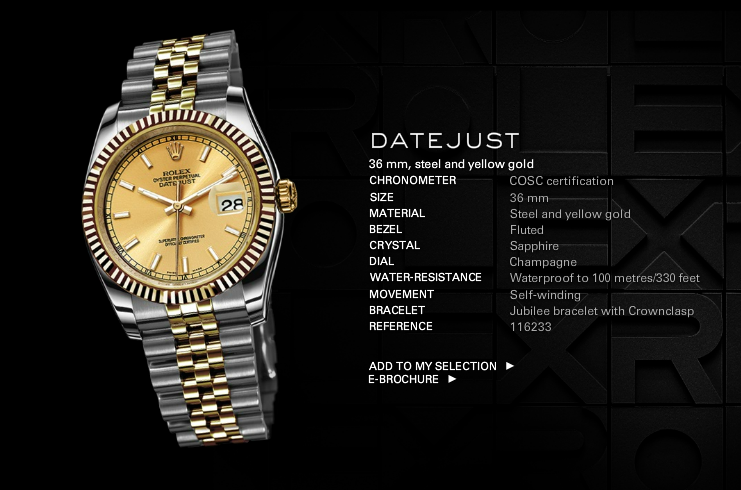 ROLEX
OYSTER PERPETUAL
DATEJUST
28
SUPERLATIVE CHRONOMETER
OFFICIALLY CERTIFIED
DATEJUST
36 mm, steel and yellow gold
CHRONOMETER COSC certification
SIZE 36 mm
MATERIAL Steel and yellow gold
BEZEL Fluted
CRYSTAL Sapphire
DIAL Champagne
WATER-RESISTANCE Waterproof to 100 metres/330 feet
MOVEMENT Self-winding
BRACELET Jubilee bracelet with Crownclasp
REFERENCE 116233
ADD TO MY SELECTION ►
E-BROCHURE ►